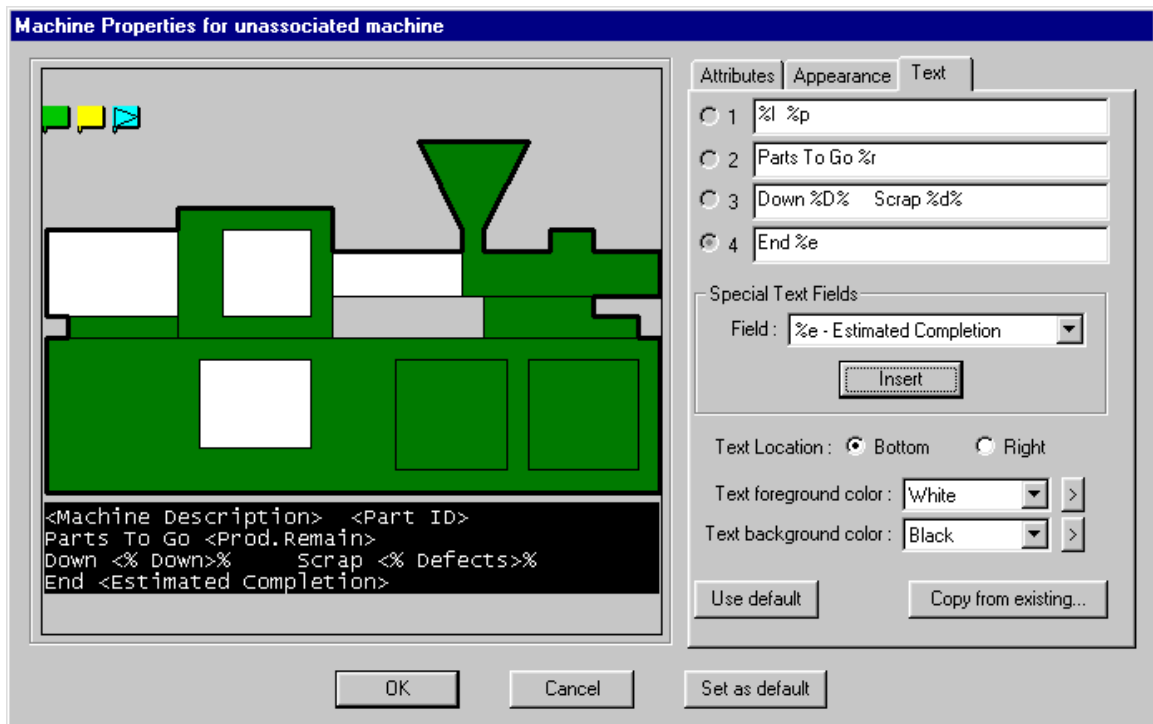 Machine Properties for unassociated machine
Attributes Appearance Text
1 %l %p
2 Parts To Go %r
3 Down %D% Scrap %d%
4 End %e
Special Text Fields
Field : %e - Estimated Completion
Insert
Text Location : Bottom Right
Text foreground color : White >
Text background color : Black >
Use default Copy from existing...
<Machine Description> <Part ID>
Parts To Go <Prod.Remain>
Down <% Down>% Scrap <% Defects>%
End <Estimated Completion>
OK Cancel Set as default